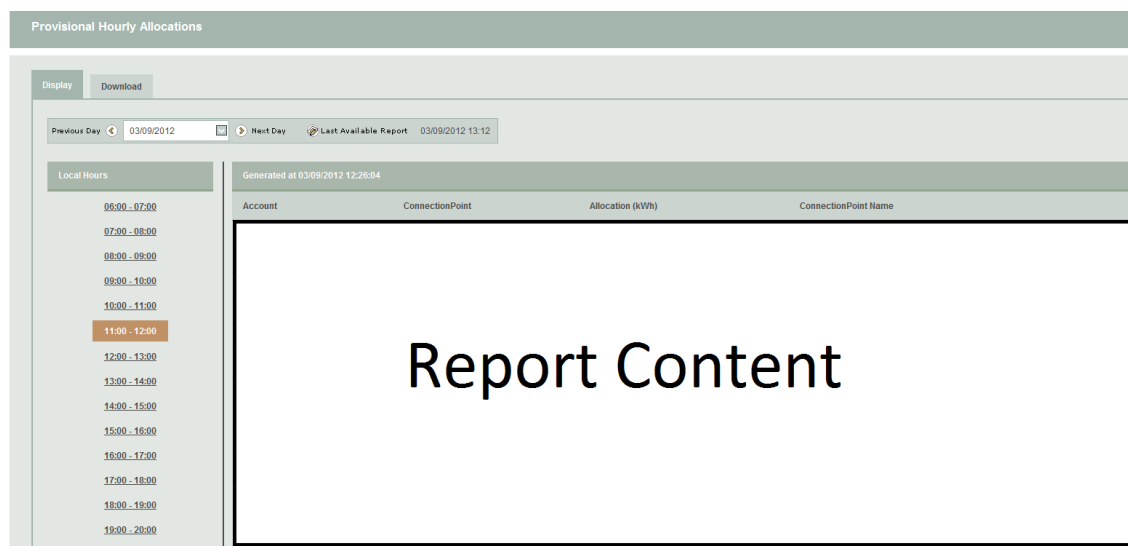 Provisional Hourly Allocations
Display Download
Previous Day 03/09/2012 Next Day Last Available Report 03/09/2012 13:12
Local Hours
06:00 - 07:00
07:00 - 08:00
08:00 - 09:00
09:00 - 10:00
10:00 - 11:00
11:00 - 12:00
12:00 - 13:00
13:00 - 14:00
14:00 - 15:00
15:00 - 16:00
16:00 - 17:00
17:00 - 18:00
18:00 - 19:00
19:00 - 20:00
Generated at 03/09/2012 12:26:04
Account ConnectionPoint Allocation (kWh) ConnectionPoint Name
Report Content